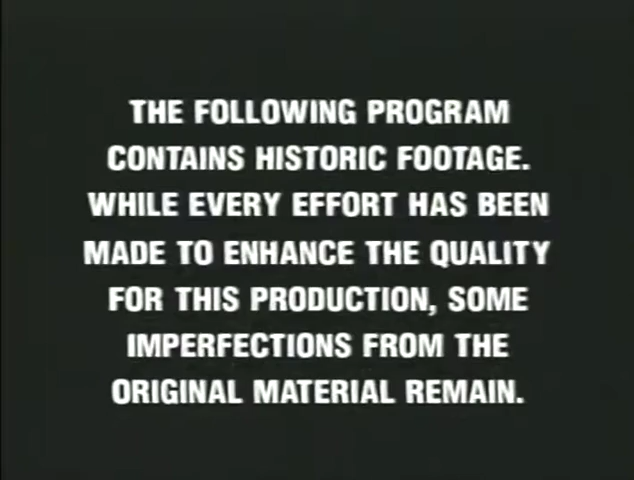 THE FOLLOWING PROGRAM
CONTAINS HISTORIC FOOTAGE.
WHILE EVERY EFFORT HAS BEEN
MADE TO ENHANCE THE QUALITY
FOR THIS PRODUCTION, SOME
IMPERFECTIONS FROM THE
ORIGINAL MATERIAL REMAIN.